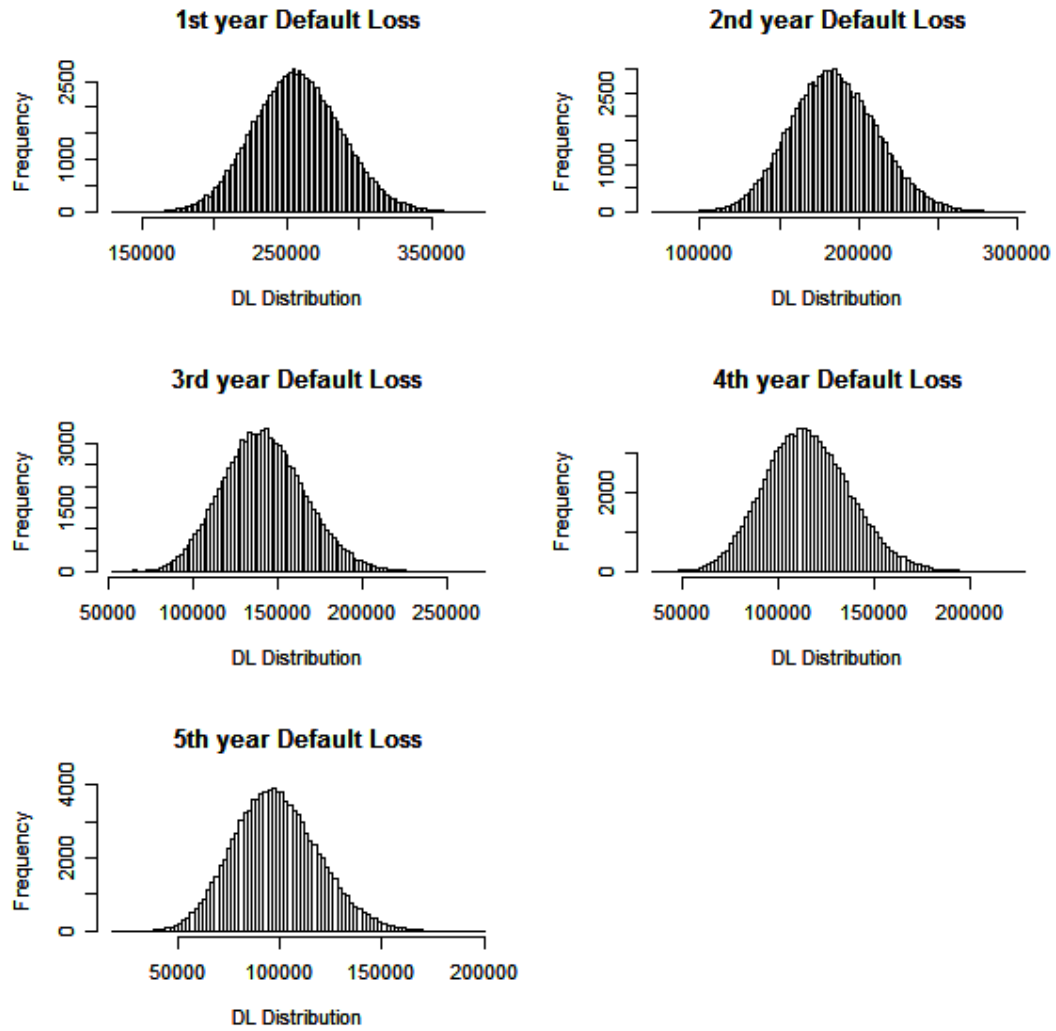 1st year Default Loss
Frequency
0
1000
2500
150000 250000 350000
DL Distribution
2nd year Default Loss
Frequency
0
1000
2500
100000 200000 300000
DL Distribution
3rd year Default Loss
Frequency
0
1500
3000
50000 100000 150000 200000 250000
DL Distribution
4th year Default Loss
Frequency
0
2000
50000 100000 150000 200000
DL Distribution
5th year Default Loss
Frequency
0
2000
4000
50000 100000 150000 200000
DL Distribution